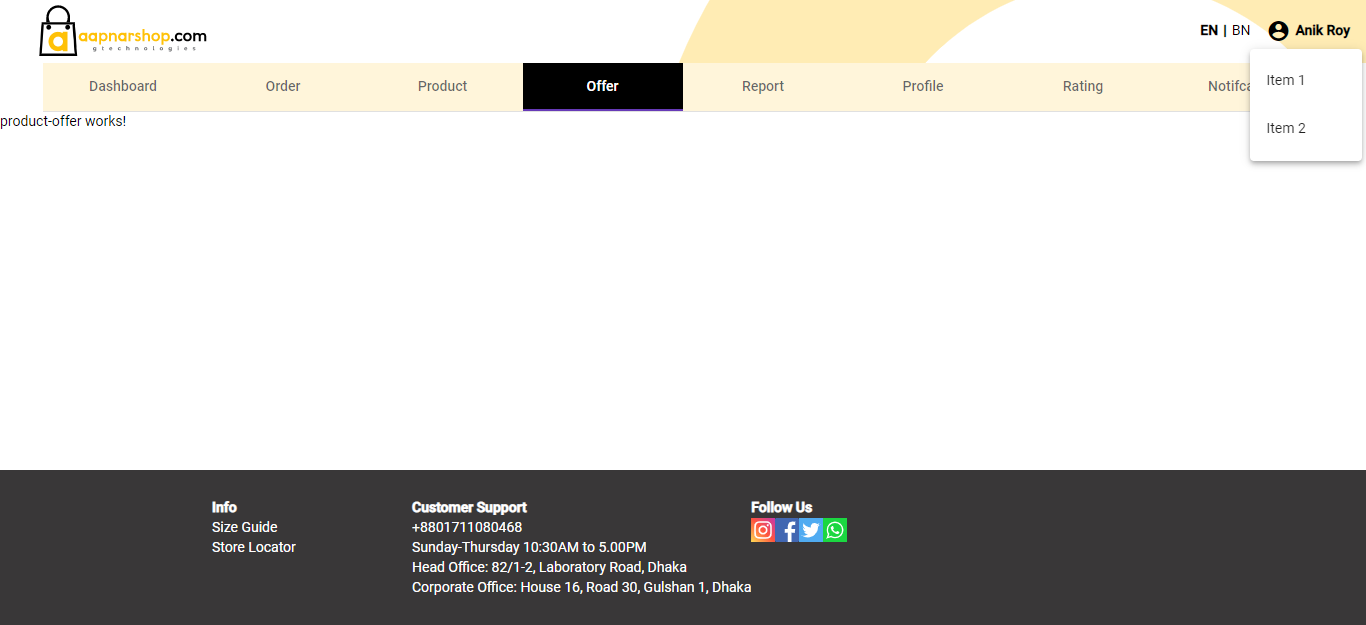 aapnarshop.com
gtechnologies
EN | BN
Anik Roy
Dashboard
Order
Product
Offer
Report
Profile
Rating
Notifca
Item 1
Item 2
product-offer works!
Info
Size Guide
Store Locator
Customer Support
+8801711080468
Sunday-Thursday 10:30AM to 5.00PM
Head Office: 82/1-2, Laboratory Road, Dhaka
Corporate Office: House 16, Road 30, Gulshan 1, Dhaka
Follow Us